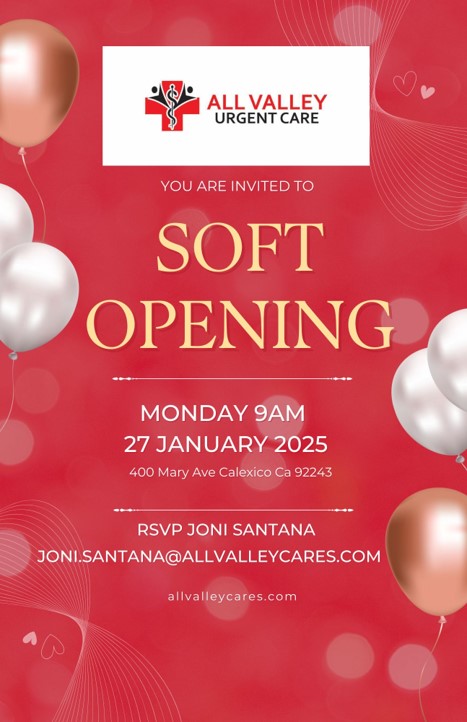 ALL VALLEY
URGENT CARE
YOU ARE INVITED TO
SOFT
OPENING
MONDAY 9AM
27 JANUARY 2025
400 Mary Ave Calexico Ca 92243
RSVP JONI SANTANA
JONI.SANTANA@ALLVALLEYCARES.COM
allvalleycares.com